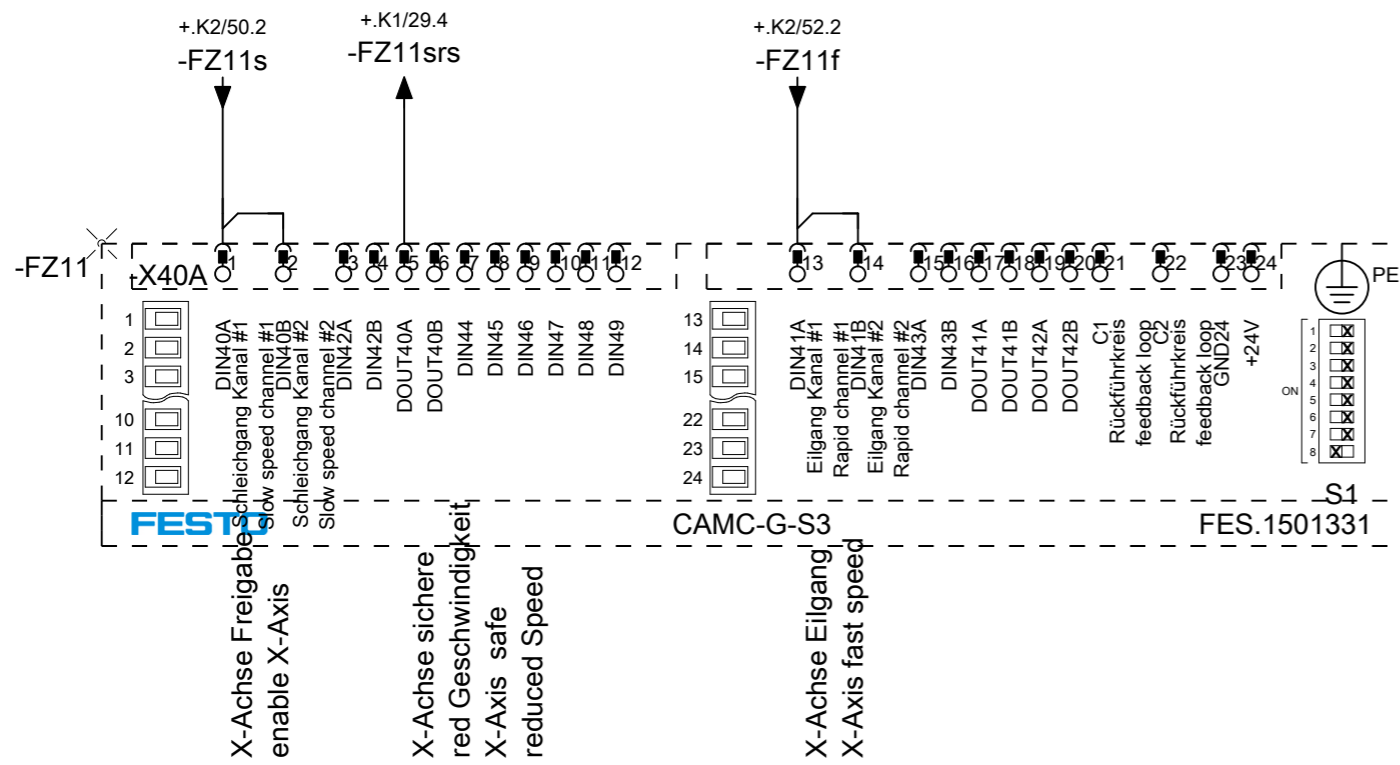 +.K2/50.2
-FZ11s
+.K1/29.4
-FZ11srs
+.K2/52.2
-FZ11f
-FZ11
-X40A
1
2
3
4
5
6
7
8
9
10
11
12
13
14
15
16
17
18
19
20
21
22
23
24
PE
1
2
3
10
11
12
DIN40A
Schleichgang Kanal #1
Slow speed channel #1
DIN40B
Schleichgang Kanal #2
Slow speed channel #2
DIN42A
DIN42B
DOUT40A
DOUT40B
DIN44
DIN45
DIN46
DIN47
DIN48
DIN49
13
14
15
22
23
24
DIN41A
Eilgang Kanal #1
Rapid channel #1
DIN41B
Eilgang Kanal #2
Rapid channel #2
DIN43A
DIN43B
DOUT41A
DOUT41B
DOUT42A
DOUT42B
C1
Rückführkreis
feedback loop
C2
Rückführkreis
feedback loop
GND24
+24V
ON
1
2
3
4
5
6
7
8
S1
FESTO
CAMC-G-S3
FES.1501331
X-Achse Freigabe
enable X-Axis
X-Achse sichere
red Geschwindigkeit
X-Axis safe
reduced Speed
X-Achse Eilgang
X-Axis fast speed